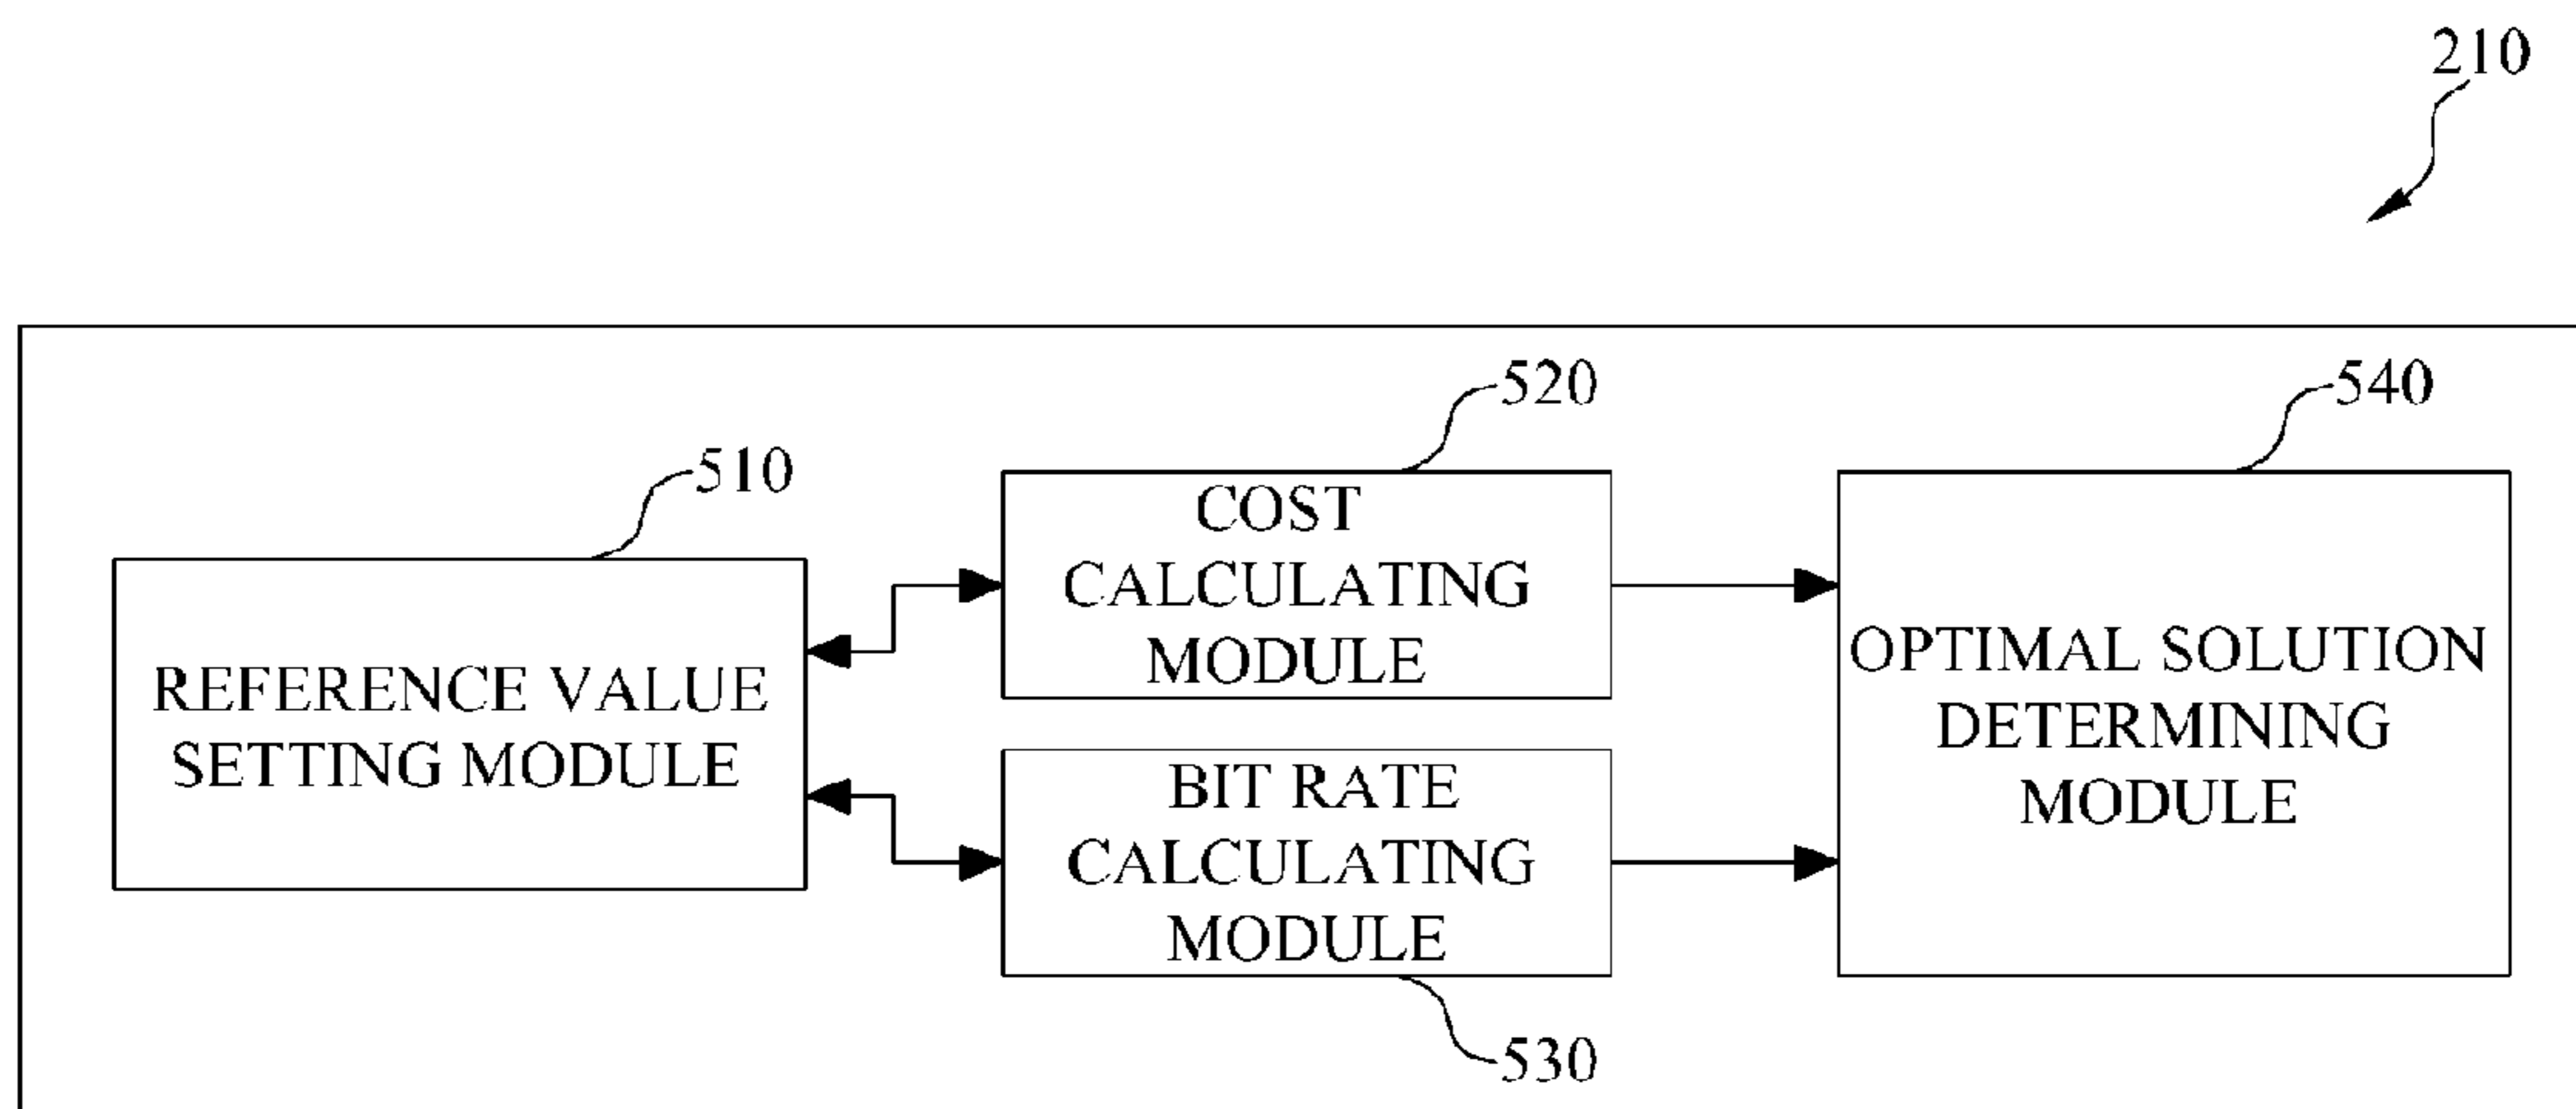 210
520
540
510
COST
CALCULATING
MODULE
REFERENCE VALUE
SETTING MODULE
OPTIMAL SOLUTION
DETERMINING
MODULE
BIT RATE
CALCULATING
MODULE
530